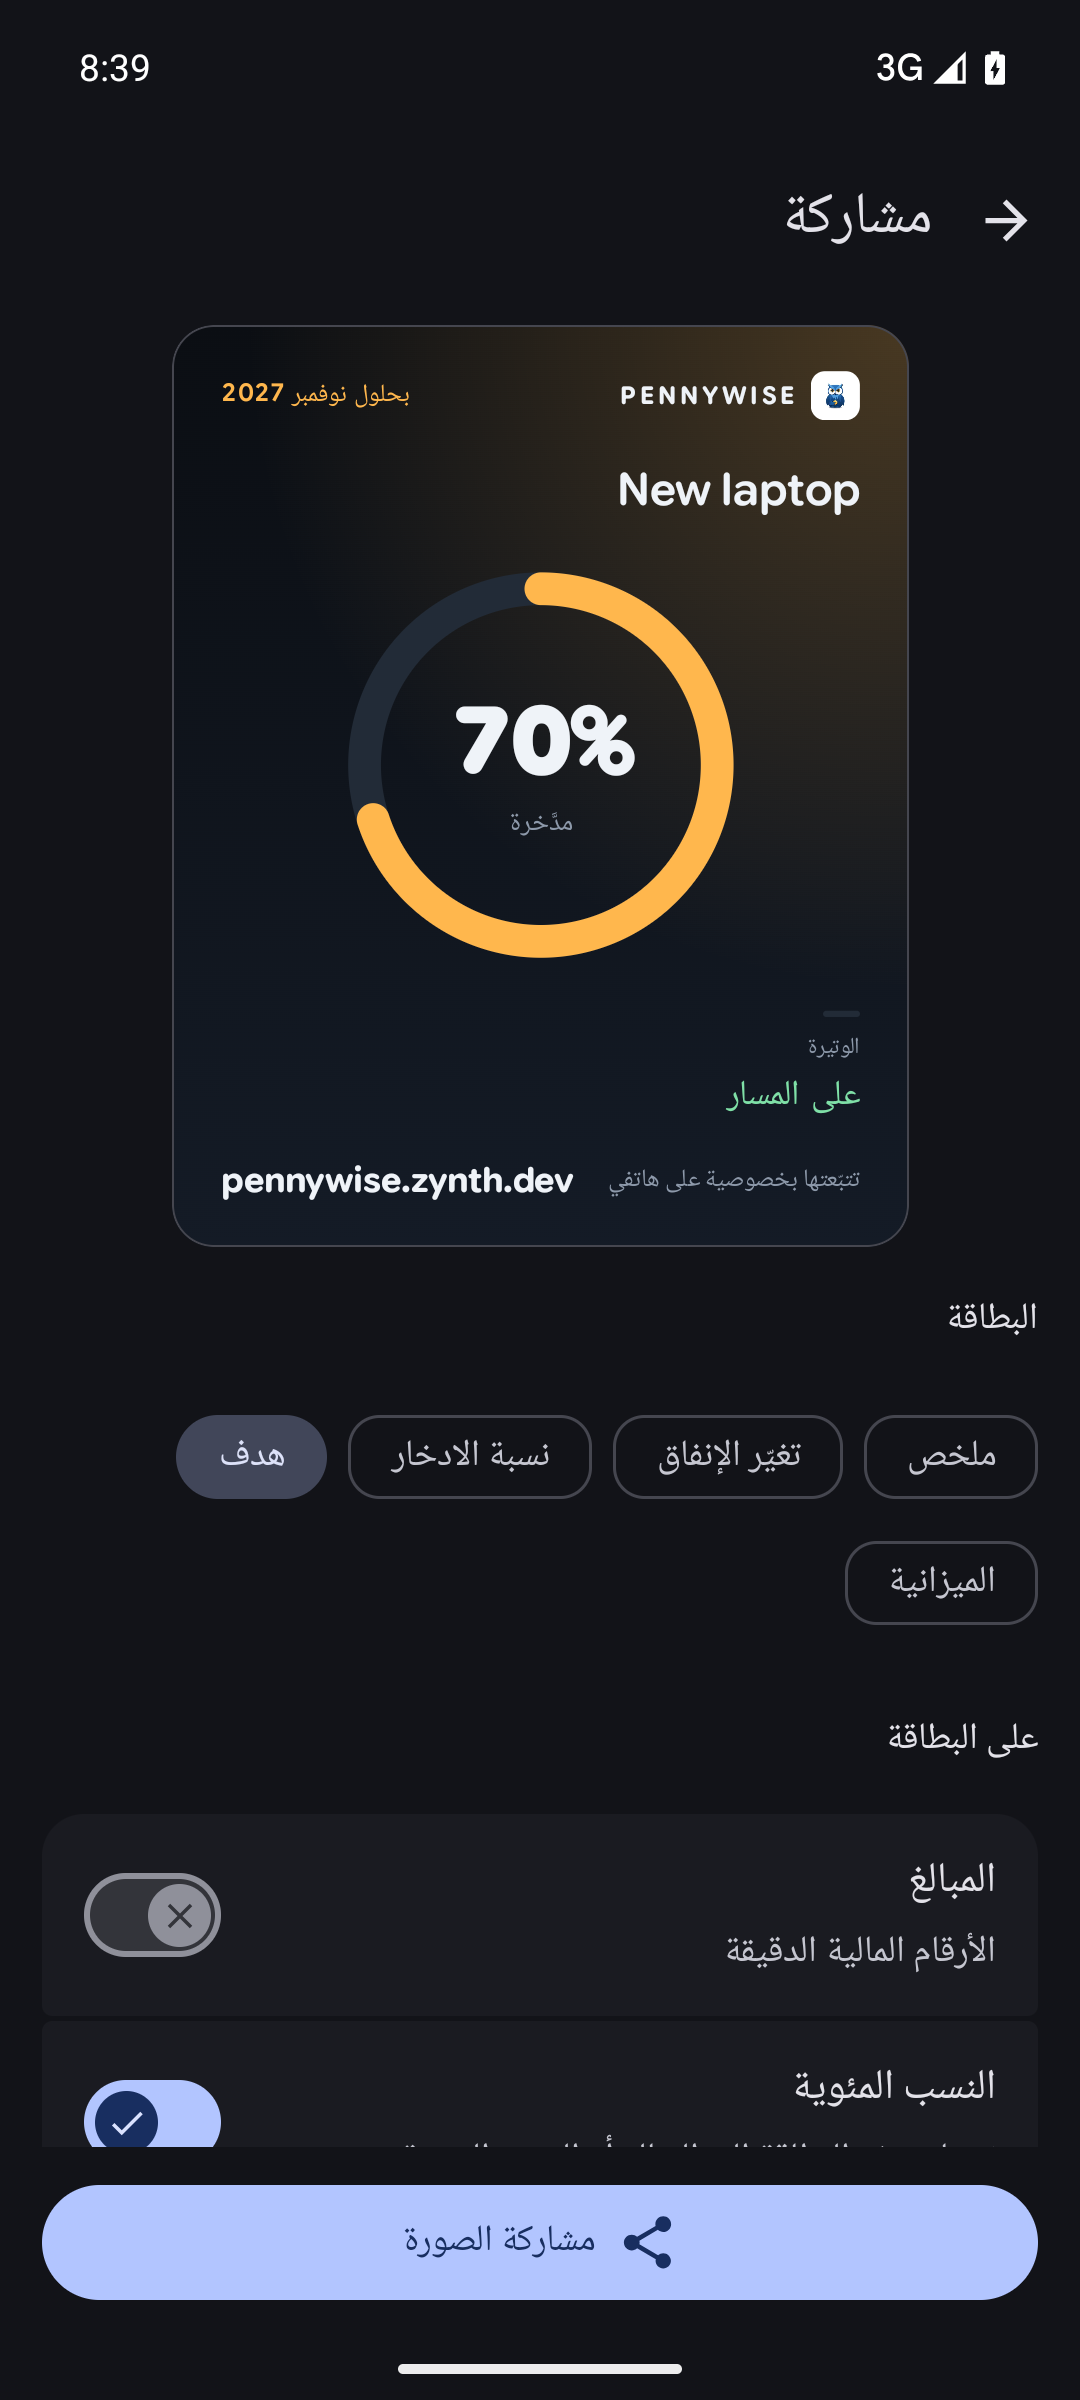 8:39 3G
مشاركة
PENNYWISE
بحلول نوفمبر 2027
New laptop
70%
مدَّخرة
الوتيرة
على المسار
تتبّعتها بخصوصية على هاتفي
pennywise.zynth.dev
البطاقة
ملخص
تغيّر الإنفاق
نسبة الادخار
هدف
الميزانية
على البطاقة
المبالغ
الأرقام المالية الدقيقة
النسب المئوية
مشاركة الصورة